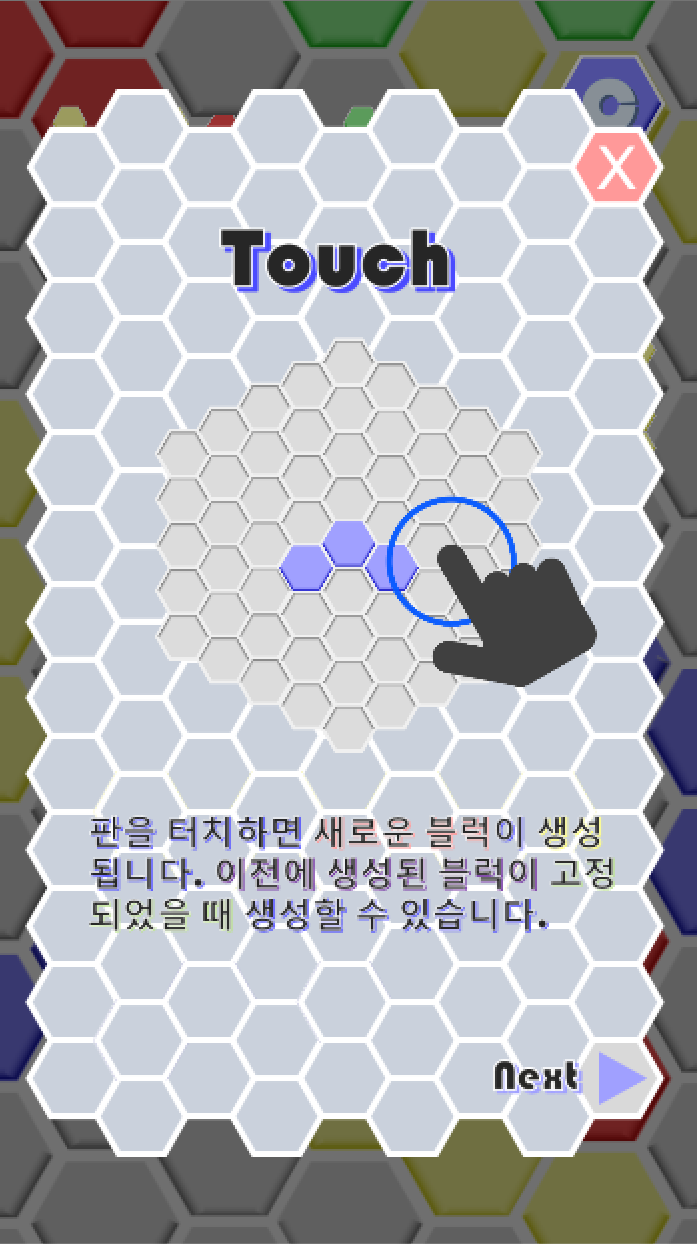 X
Touch
판을 터치하면 새로운 블럭이 생성
됩니다. 이전에 생성된 블럭이 고정
되었을 때 생성할 수 있습니다.
Next